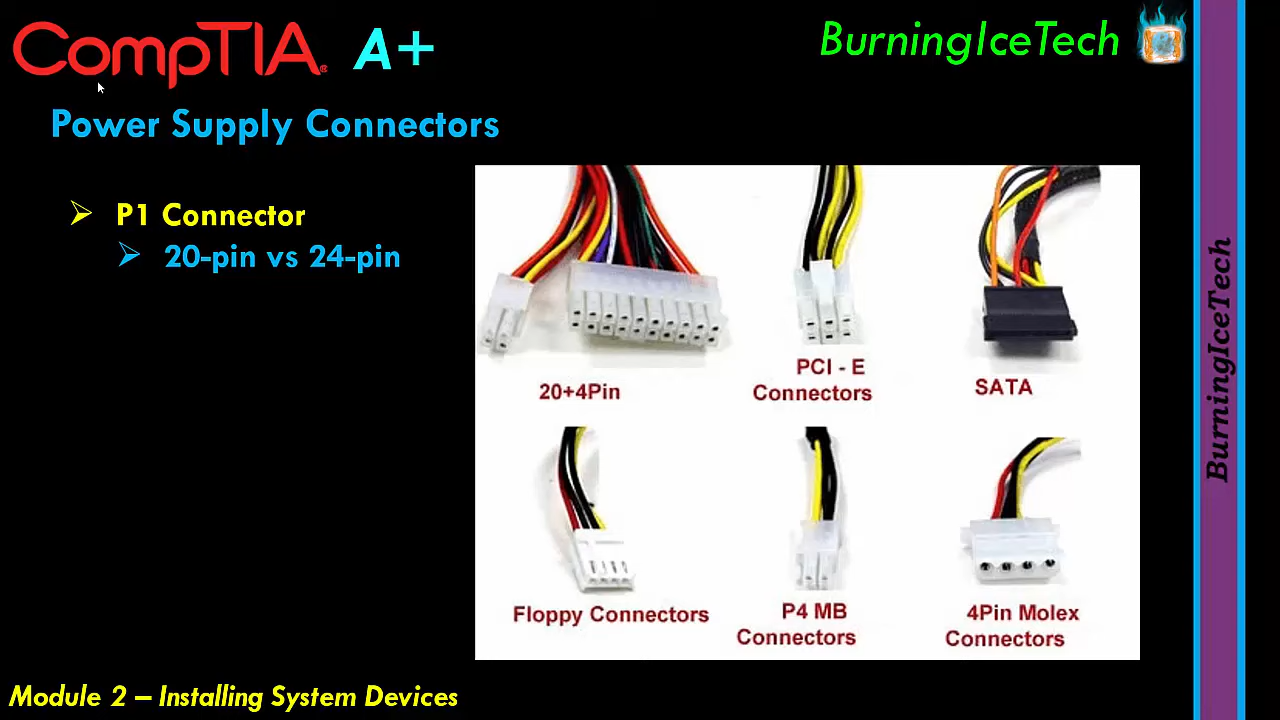 CompTIA® A+
BurningIceTech
Power Supply Connectors
P1 Connector
20-pin vs 24-pin
20+4Pin
PCI - E
Connectors
SATA
Floppy Connectors
P4 MB
Connectors
4Pin Molex
Connectors
BurningIceTech
Module 2 – Installing System Devices